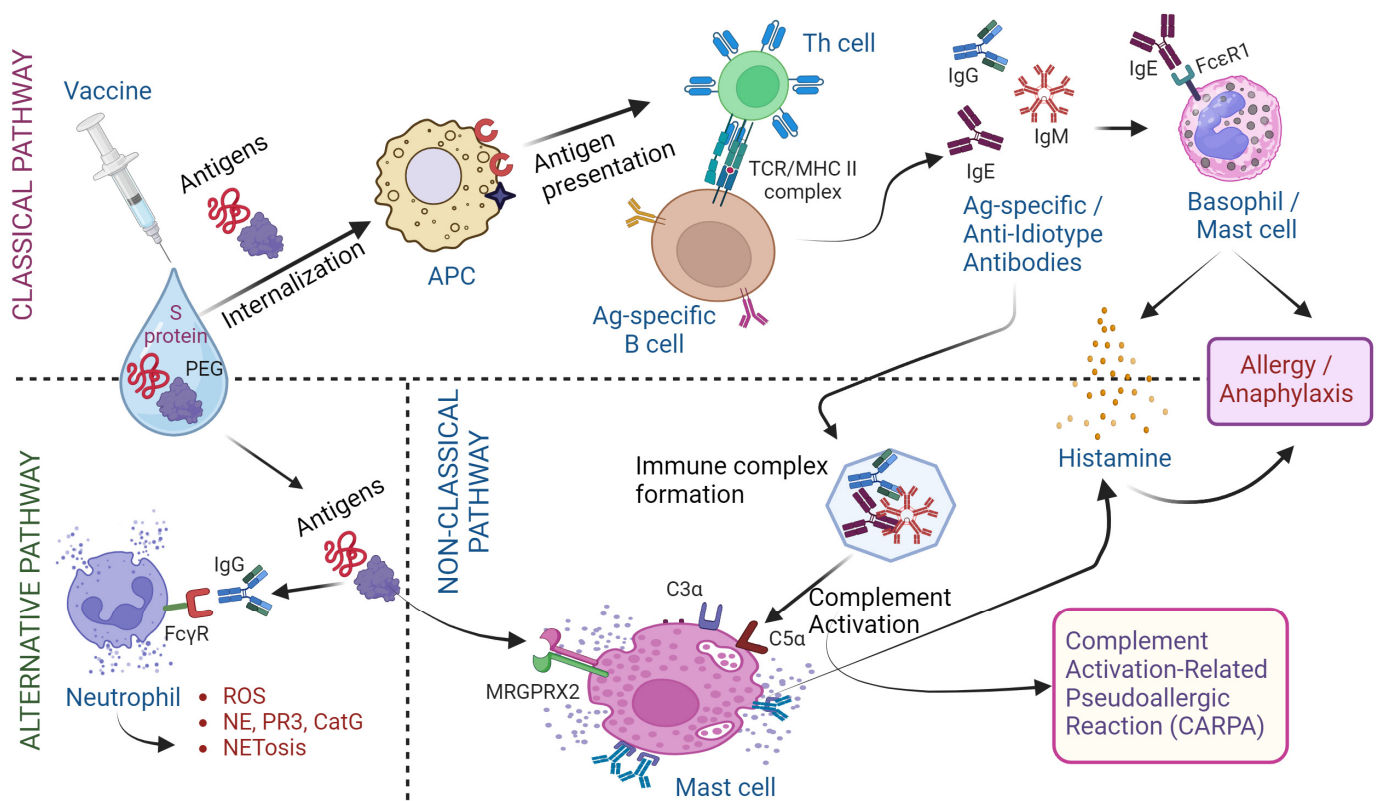 CLASSICAL PATHWAY
Vaccine
Antigens
Internalization
S
protein
PEG
APC
Antigen
presentation
Th cell
TCR/MHC II
complex
Ag-specific
B cell
IgG
IgM
IgE
Ag-specific /
Anti-Idiotype
Antibodies
IgE
FcεR1
Basophil /
Mast cell
Histamine
Allergy /
Anaphylaxis
ALTERNATIVE PATHWAY
Antigens
IgG
FcγR
Neutrophil
• ROS
• NE, PR3, CatG
• NETosis
NON-CLASSICAL
PATHWAY
Immune complex
formation
C3α
C5α
Complement
Activation
MRGPRX2
Mast cell
Complement
Activation-Related
Pseudoallergic
Reaction (CARPA)